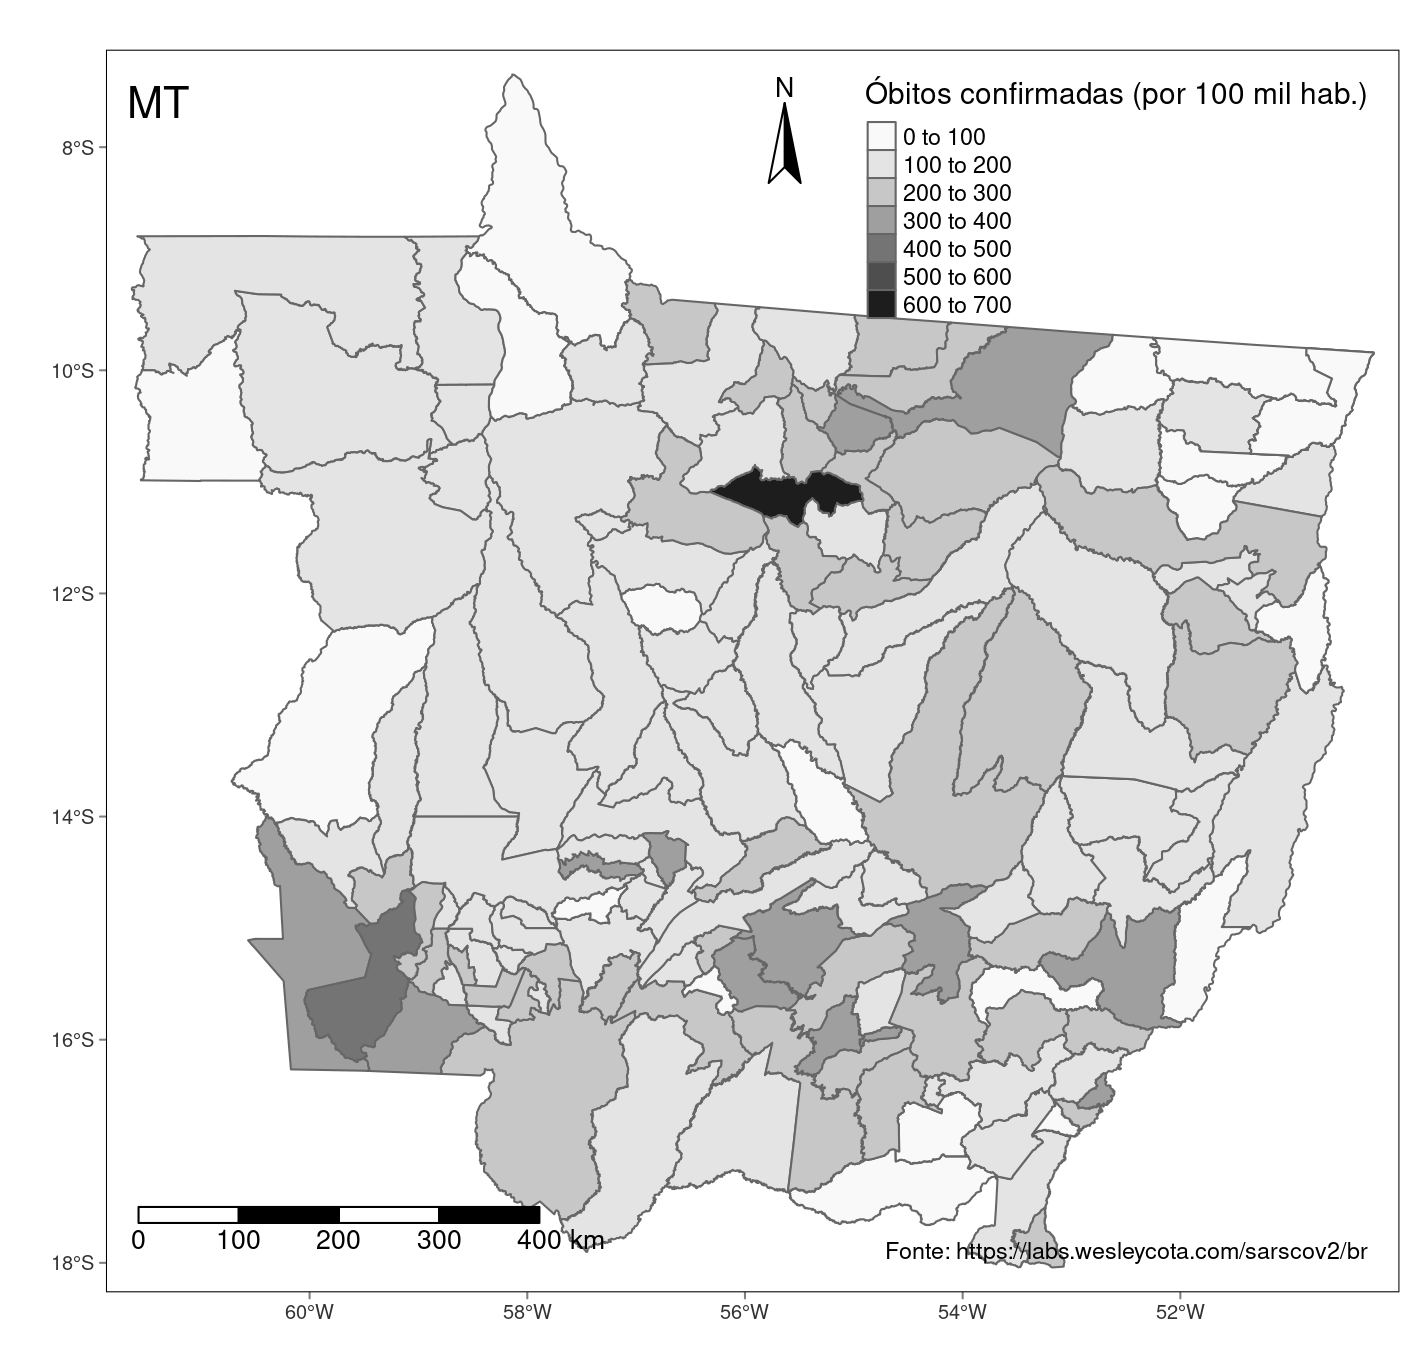 MT
N
Óbitos confirmadas (por 100 mil hab.)
0 to 100
100 to 200
200 to 300
300 to 400
400 to 500
500 to 600
600 to 700
8°S
10°S
12°S
14°S
16°S
18°S
0 100 200 300 400 km
Fonte: https://labs.wesleycota.com/sarscov2/br
60°W 58°W 56°W 54°W 52°W